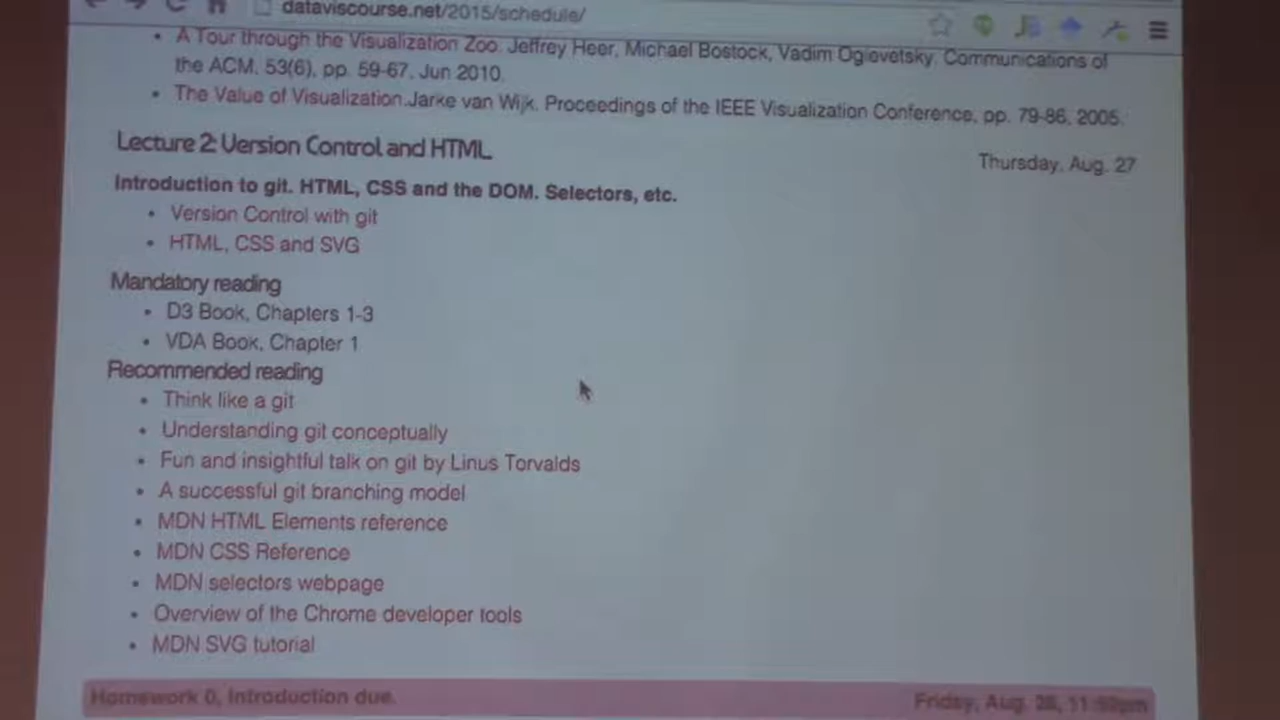 dataviscourse.net/2015/schedule/
• A Tour through the Visualization Zoo. Jeffrey Heer, Michael Bostock, Vadim Ogievetsky. Communications of
the ACM, 53(6), pp. 59-67, Jun 2010.
• The Value of Visualization.Jarke van Wijk. Proceedings of the IEEE Visualization Conference, pp. 79-86, 2005.
Lecture 2: Version Control and HTML
Thursday, Aug. 27
Introduction to git. HTML, CSS and the DOM. Selectors, etc.
• Version Control with git
• HTML, CSS and SVG
Mandatory reading
• D3 Book, Chapters 1-3
• VDA Book, Chapter 1
Recommended reading
• Think like a git
• Understanding git conceptually
• Fun and insightful talk on git by Linus Torvalds
• A successful git branching model
• MDN HTML Elements reference
• MDN CSS Reference
• MDN selectors webpage
• Overview of the Chrome developer tools
• MDN SVG tutorial
Homework 0, Introduction due.
Friday, Aug. 28, 11:59pm